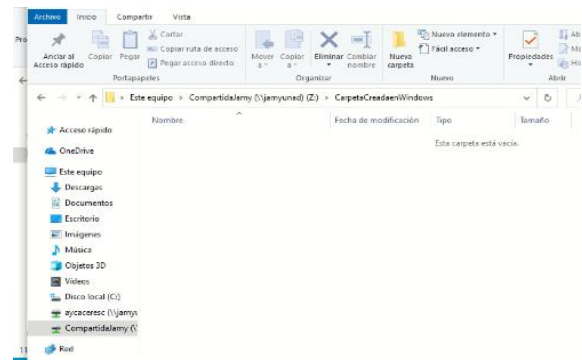 Archivo Inicio Compartir Vista
Anclar al Acceso rápido
Copiar
Pegar
Cortar
Copiar ruta de acceso
Pegar acceso directo
Portapapeles
Mover a
Copiar a
Eliminar
Cambiar nombre
Organizar
Nueva carpeta
Nuevo elemento
Fácil acceso
Nuevo
Propiedades
Abrir
Este equipo > CompartidaJamy (\\jamyunad) (Z:) > CarpetaCreadaenWindows
Nombre Fecha de modificación Tipo Tamaño
Esta carpeta está vacía.
Acceso rápido
OneDrive
Este equipo
Descargas
Documentos
Escritorio
Imágenes
Música
Objetos 3D
Vídeos
Disco local (C:)
aycaceresc (\\jamyu
CompartidaJamy (\
Red